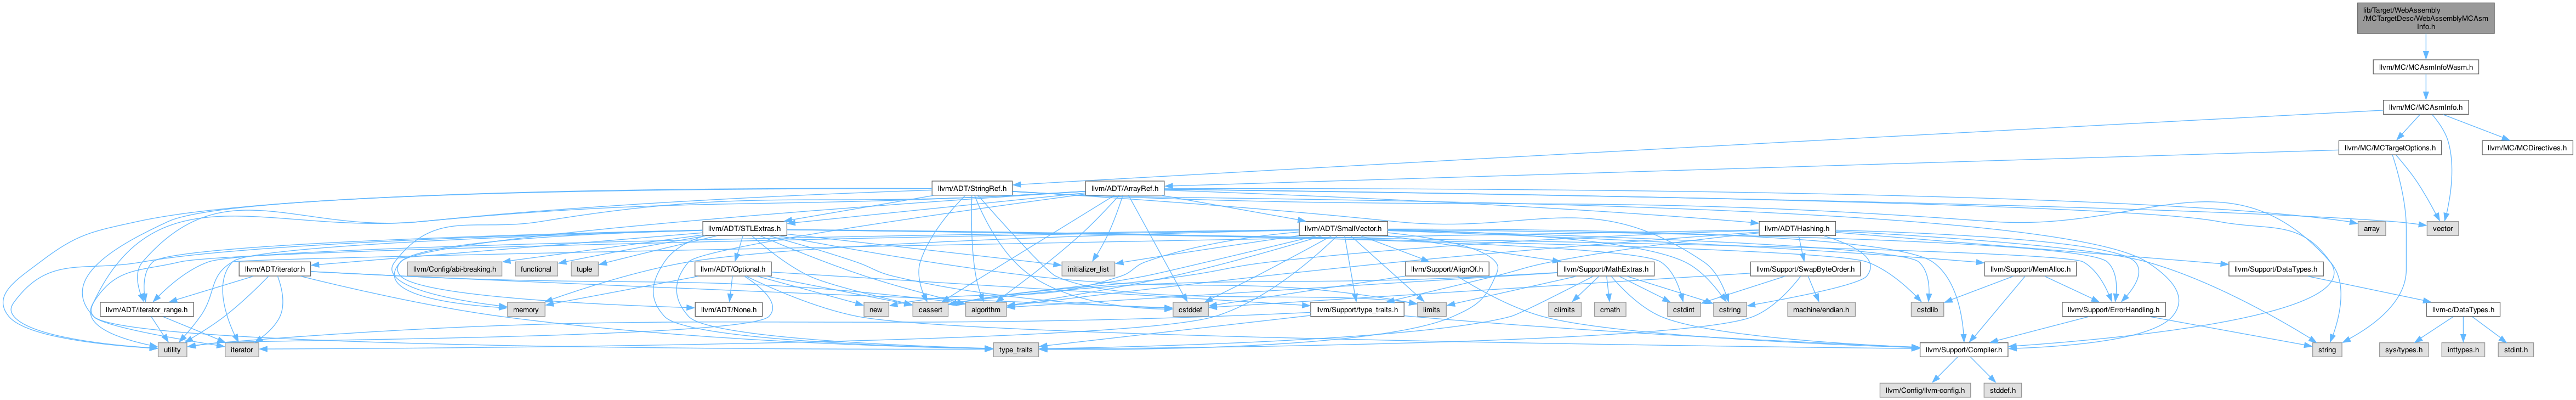 lib/Target/WebAssembly
/MCTargetDesc/WebAssemblyMCAsm
Info.h
llvm/MC/MCAsmInfoWasm.h
llvm/MC/MCAsmInfo.h
llvm/MC/MCTargetOptions.h
llvm/MC/MCDirectives.h
llvm/ADT/StringRef.h
llvm/ADT/ArrayRef.h
llvm/ADT/STLExtras.h
llvm/ADT/SmallVector.h
llvm/ADT/Hashing.h
array
vector
llvm/ADT/iterator.h
llvm/Config/abi-breaking.h
functional
tuple
llvm/ADT/Optional.h
initializer_list
llvm/Support/AlignOf.h
llvm/Support/MathExtras.h
llvm/Support/SwapByteOrder.h
llvm/Support/MemAlloc.h
llvm/Support/DataTypes.h
llvm/ADT/iterator_range.h
memory
llvm/ADT/None.h
new
cassert
algorithm
cstddef
llvm/Support/type_traits.h
limits
climits
cmath
cstdint
cstring
machine/endian.h
cstdlib
llvm/Support/ErrorHandling.h
llvm-c/DataTypes.h
utility
iterator
type_traits
llvm/Support/Compiler.h
string
sys/types.h
inttypes.h
stdint.h
llvm/Config/llvm-config.h
stddef.h